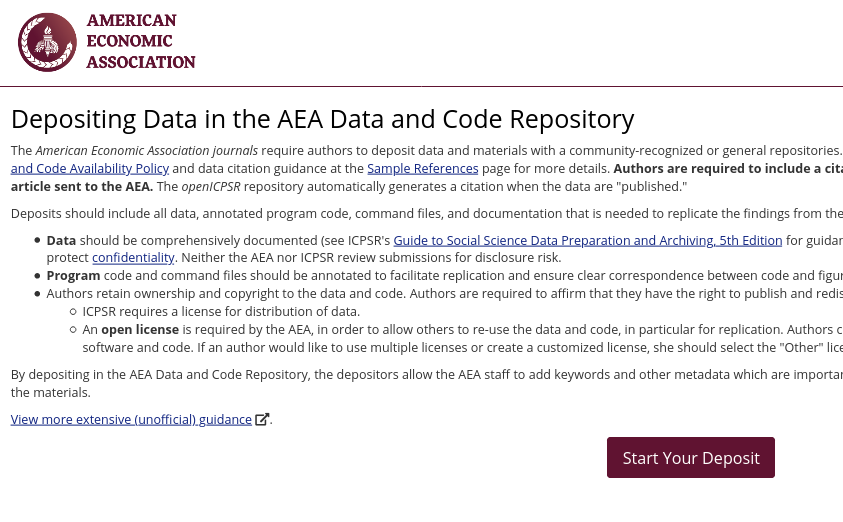 AMERICAN
ECONOMIC
ASSOCIATION
Depositing Data in the AEA Data and Code Repository
The American Economic Association journals require authors to deposit data and materials with a community-recognized or general repositories.
and Code Availability Policy and data citation guidance at the Sample References page for more details. Authors are required to include a cita
article sent to the AEA. The openICPSR repository automatically generates a citation when the data are "published."
Deposits should include all data, annotated program code, command files, and documentation that is needed to replicate the findings from the
• Data should be comprehensively documented (see ICPSR's Guide to Social Science Data Preparation and Archiving, 5th Edition for guidan
protect confidentiality. Neither the AEA nor ICPSR review submissions for disclosure risk.
• Program code and command files should be annotated to facilitate replication and ensure clear correspondence between code and figur
• Authors retain ownership and copyright to the data and code. Authors are required to affirm that they have the right to publish and redis
○ ICPSR requires a license for distribution of data.
○ An open license is required by the AEA, in order to allow others to re-use the data and code, in particular for replication. Authors c
software and code. If an author would like to use multiple licenses or create a customized license, she should select the "Other" lice
By depositing in the AEA Data and Code Repository, the depositors allow the AEA staff to add keywords and other metadata which are importan
the materials.
View more extensive (unofficial) guidance.
Start Your Deposit